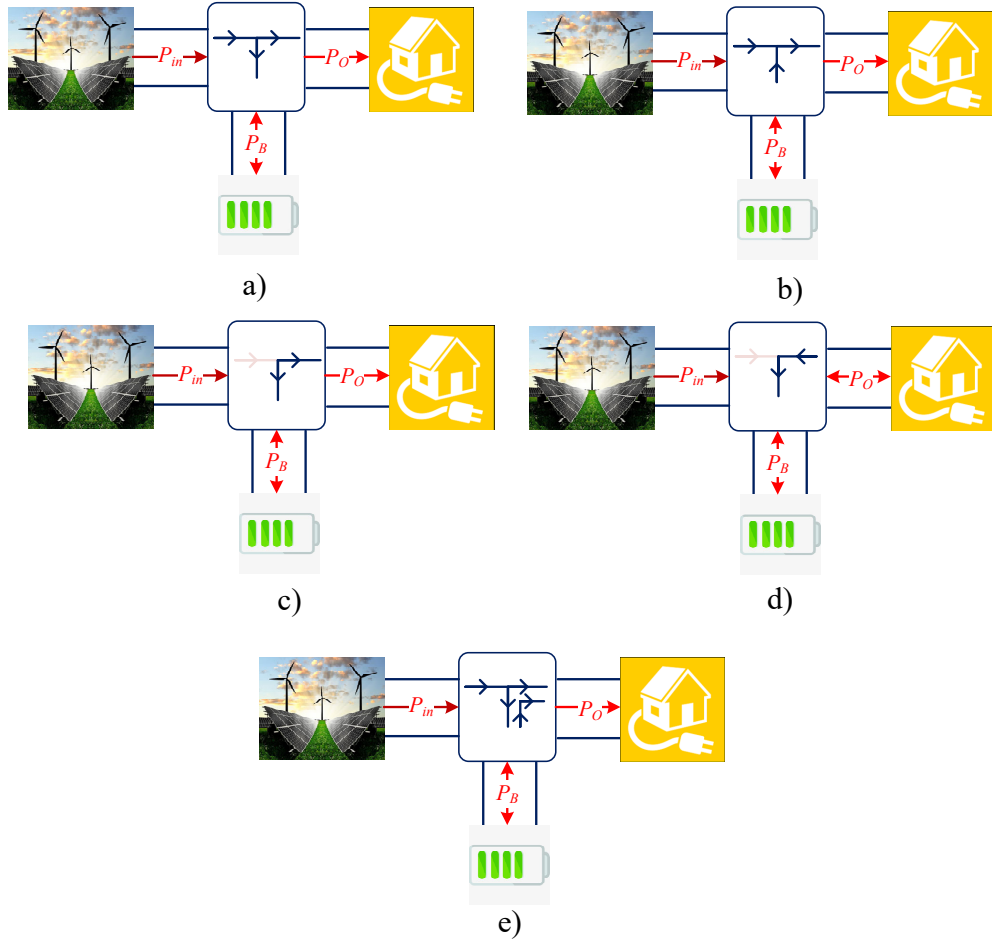 P_in P_O P_in P_O
P_B P_B
a) b)
P_in P_O P_in P_O
P_B P_B
c) d)
P_in P_O
P_B
e)